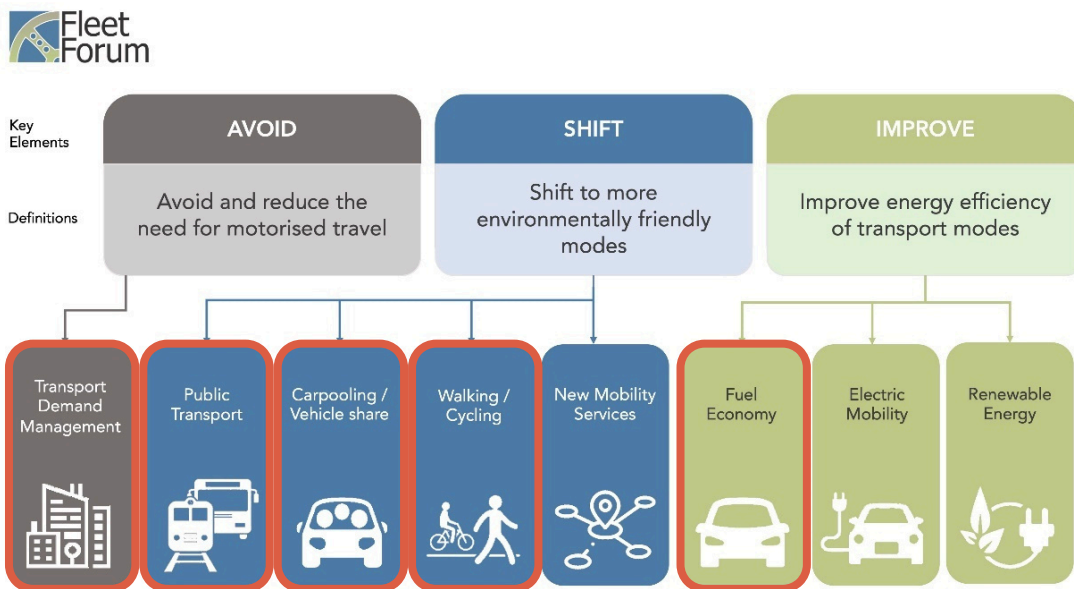 Fleet
Forum
Key
Elements
AVOID
SHIFT
IMPROVE
Definitions
Avoid and reduce the
need for motorised travel
Shift to more
environmentally friendly
modes
Improve energy efficiency
of transport modes
Transport
Demand
Management
Public
Transport
Carpooling /
Vehicle share
Walking /
Cycling
New Mobility
Services
Fuel
Economy
Electric
Mobility
Renewable
Energy